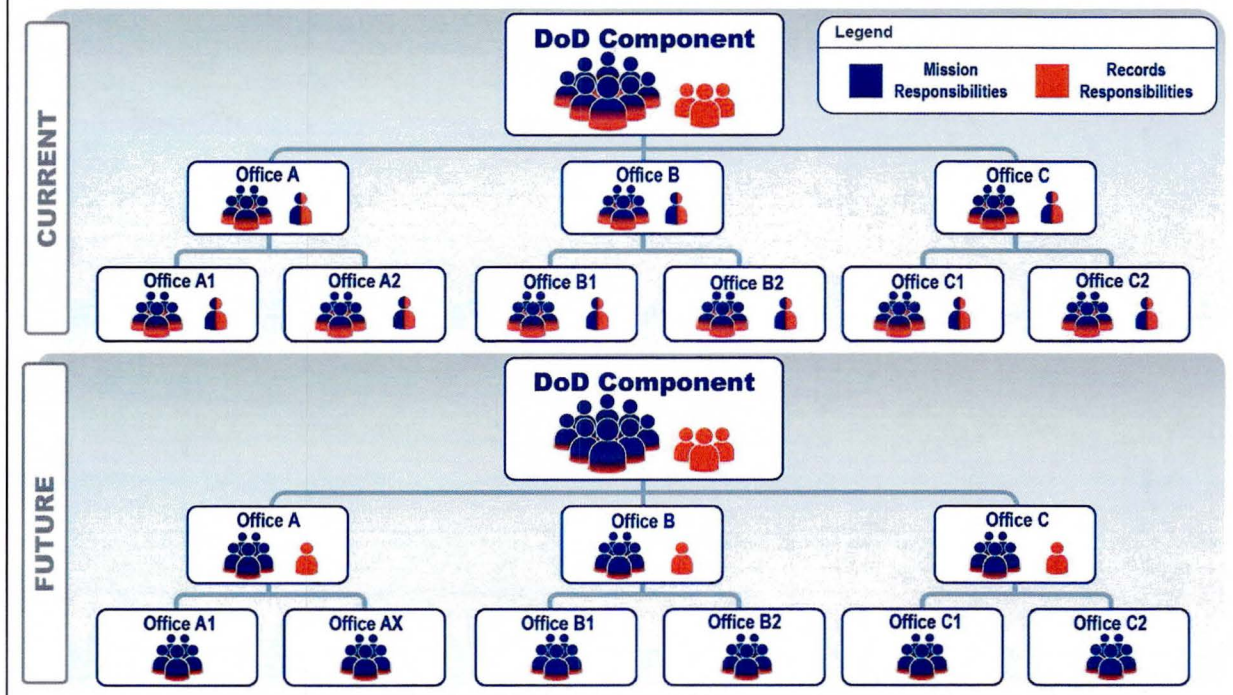 CURRENT
DoD Component
Legend
Mission
Responsibilities
Records
Responsibilities
Office A
Office B
Office C
Office A1
Office A2
Office B1
Office B2
Office C1
Office C2
FUTURE
DoD Component
Office A
Office B
Office C
Office A1
Office AX
Office B1
Office B2
Office C1
Office C2